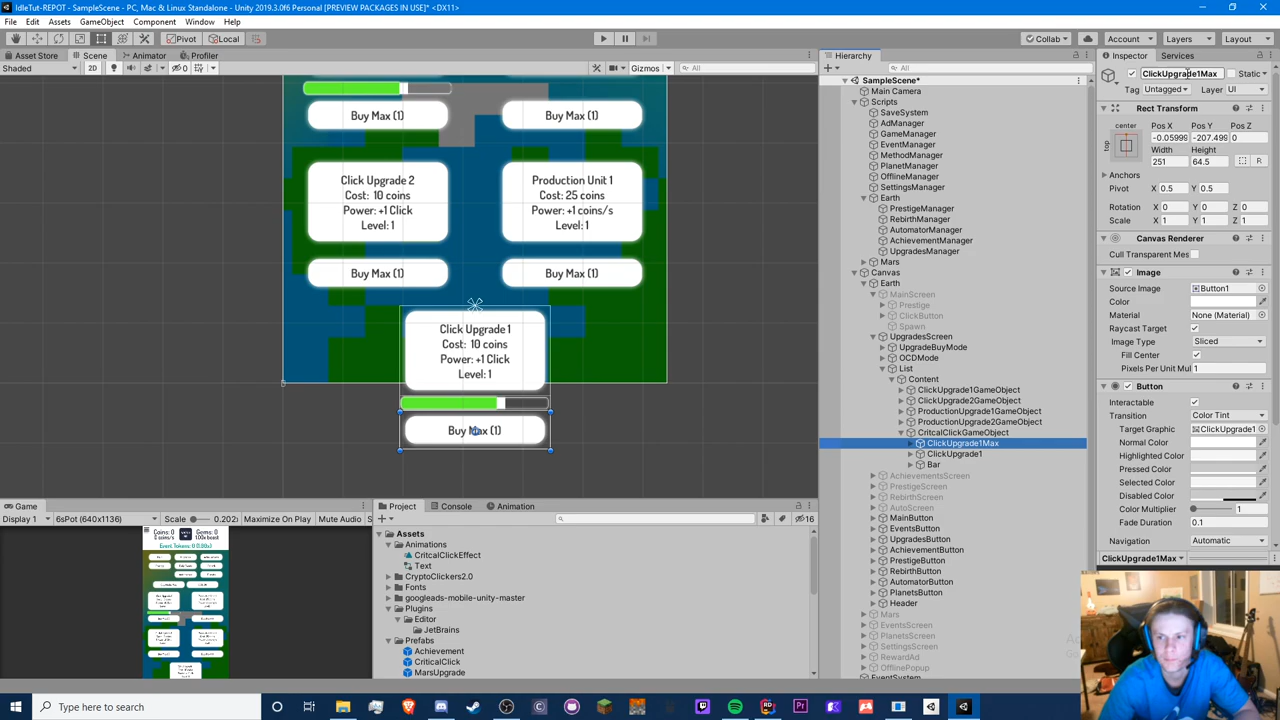 IdleTut-REPOT - SampleScene - PC, Mac & Linux Standalone - Unity 2019.3.0f6 Personal [PREVIEW PACKAGES IN USE]* <DX11>
File Edit Assets GameObject Component Window Help
Pivot Local Collab Account Layers Layout
Asset Store Scene Animator Profiler
Shaded 2D 0 Gizmos All
Buy Max (1) Buy Max (1)
Click Upgrade 2 Production Unit 1
Cost: 10 coins Cost: 25 coins
Power: +1 Click Power: +1 coins/s
Level: 1 Level: 1
Buy Max (1) Buy Max (1)
Click Upgrade 1
Cost: 10 coins
Power: +1 Click
Level: 1
Buy Max (1)
Game
Display 1 6sPot (640x1136) Scale 0.202 Maximize On Play Mute Audio S
Coins: 0 Gems: 0
Project Console Animation
16
Assets
Animations
CritcalClickEffect
Text
CryptoClickers2.0
Fonts
googleads-mobile-unity-master
Plugins
Editor
JetBrains
Prefabs
Achievement
CriticalClick
MarsUpgrade
Hierarchy
All
SampleScene*
Main Camera
Scripts
SaveSystem
AdManager
GameManager
EventManager
MethodManager
PlanetManager
OfflineManager
SettingsManager
Earth
PrestigeManager
RebirthManager
AutomatorManager
AchievementManager
UpgradesManager
Mars
Canvas
Earth
MainScreen
Prestige
ClickButton
Spawn
UpgradesScreen
UpgradeBuyMode
OCDMode
List
Content
ClickUpgrade1GameObject
ClickUpgrade2GameObject
ProductionUpgrade1GameObject
ProductionUpgrade2GameObject
CritcalClickGameObject
ClickUpgrade1Max
ClickUpgrade1
Bar
AchievementsScreen
PrestigeScreen
RebirthScreen
AutoScreen
MainButton
EventsButton
UpgradesButton
AchievementButton
PrestigeButton
RebirthButton
AutomatorButton
PlanetsButton
Header
Mars
EventsScreen
PlanetsScreen
SettingsScreen
RewardAd
OfflinePopup
EventSystem
Inspector Services
ClickUpgrade1Max Static
Tag Untagged Layer UI
Rect Transform
center Pos X Pos Y Pos Z
top -0.05999 -207.499 0
Width Height
251 64.5 R
Anchors
Pivot X 0.5 Y 0.5
Rotation X 0 Y 0 Z 0
Scale X 1 Y 1 Z 1
Canvas Renderer
Cull Transparent Mes
Image
Source Image Button1
Color
Material None (Material)
Raycast Target
Image Type Sliced
Fill Center
Pixels Per Unit Mul 1
Button
Interactable
Transition Color Tint
Target Graphic ClickUpgrade1
Normal Color
Highlighted Color
Pressed Color
Selected Color
Disabled Color
Color Multiplier 1
Fade Duration 0.1
Navigation Automatic
ClickUpgrade1Max
Type here to search